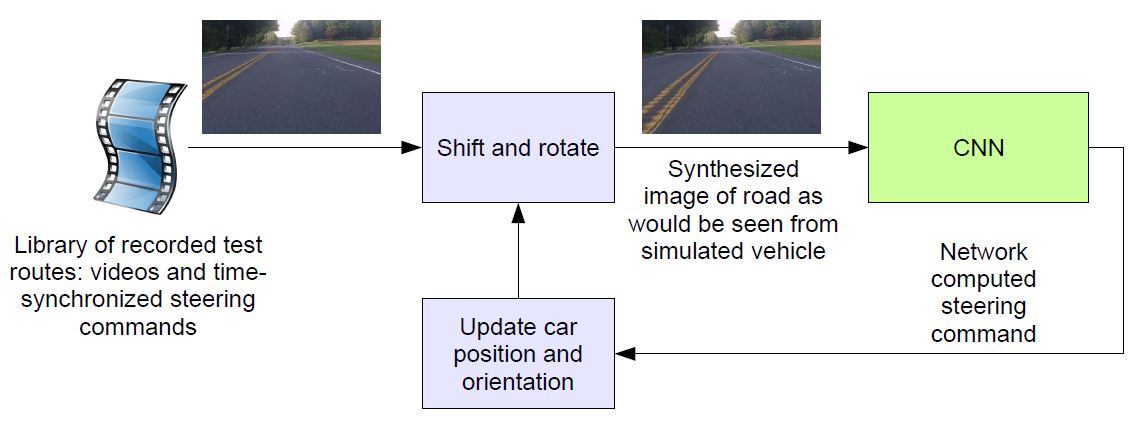 Shift and rotate
CNN
Synthesized
image of road as
would be seen from
simulated vehicle
Library of recorded test
routes: videos and time-
synchronized steering
commands
Network
computed
steering
command
Update car
position and
orientation